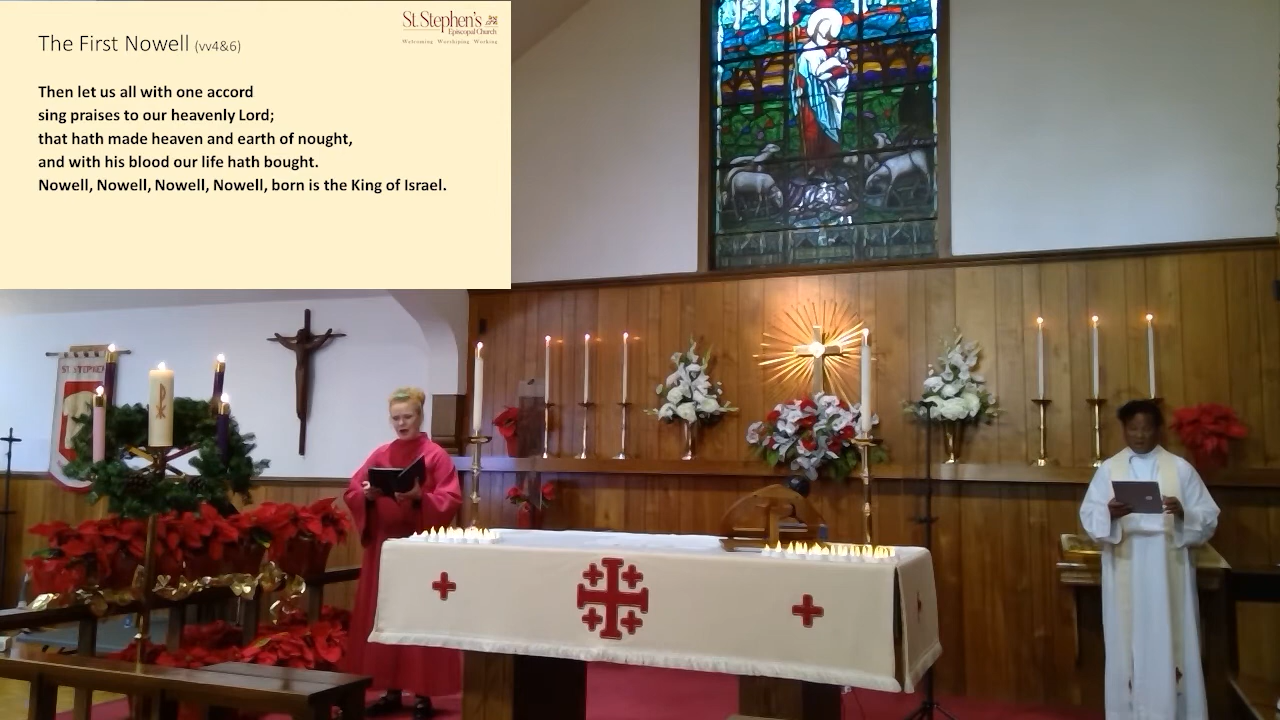 St.Stephen's
Episcopal Church
Welcoming Worshiping Working
The First Nowell (vv4&6)
Then let us all with one accord
sing praises to our heavenly Lord;
that hath made heaven and earth of nought,
and with his blood our life hath bought.
Nowell, Nowell, Nowell, Nowell, born is the King of Israel.
ST STEPHEN